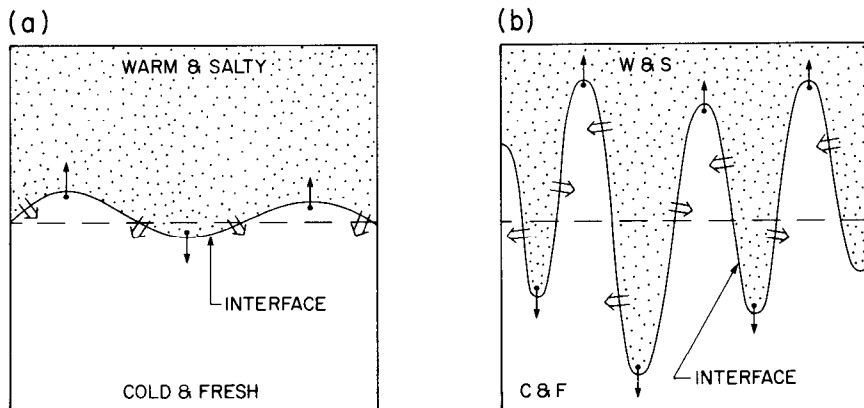 (a)
WARM & SALTY
INTERFACE
COLD & FRESH
(b)
W & S
INTERFACE
C & F